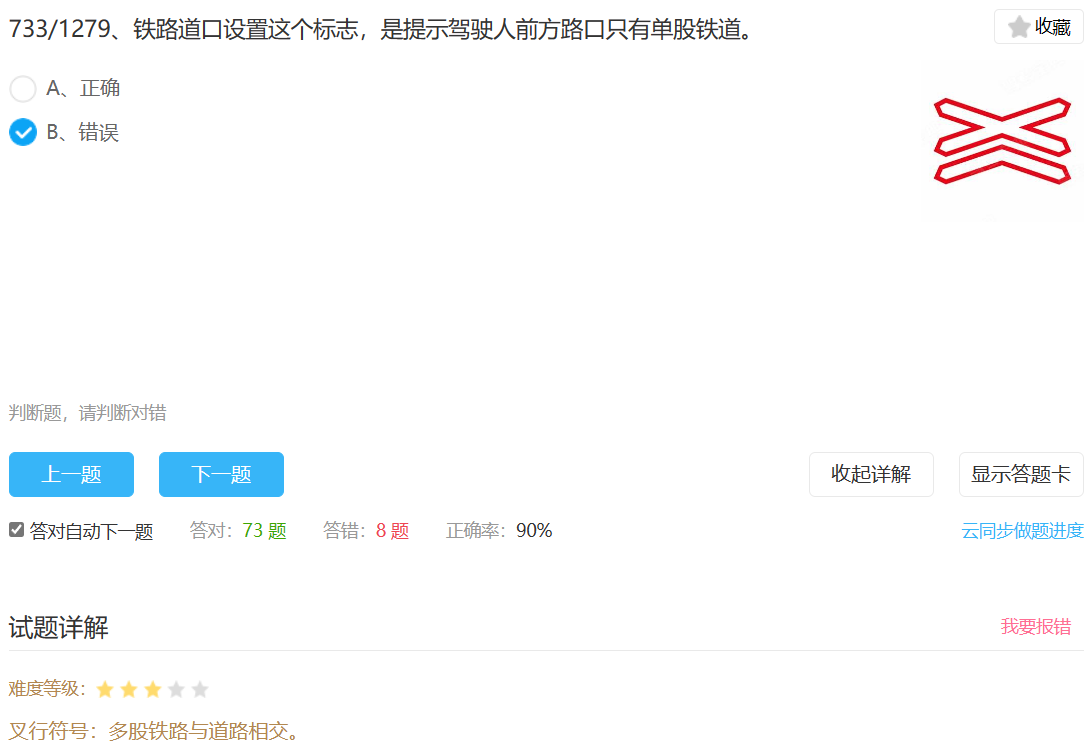 733/1279、铁路道口设置这个标志，是提示驾驶人前方路口只有单股铁道。
收藏
A、正确
B、错误
判断题，请判断对错
上一题
下一题
收起详解
显示答题卡
答对自动下一题 答对：73 题 答错：8 题 正确率：90%
云同步做题进度
试题详解
我要报错
难度等级：
叉行符号：多股铁路与道路相交。